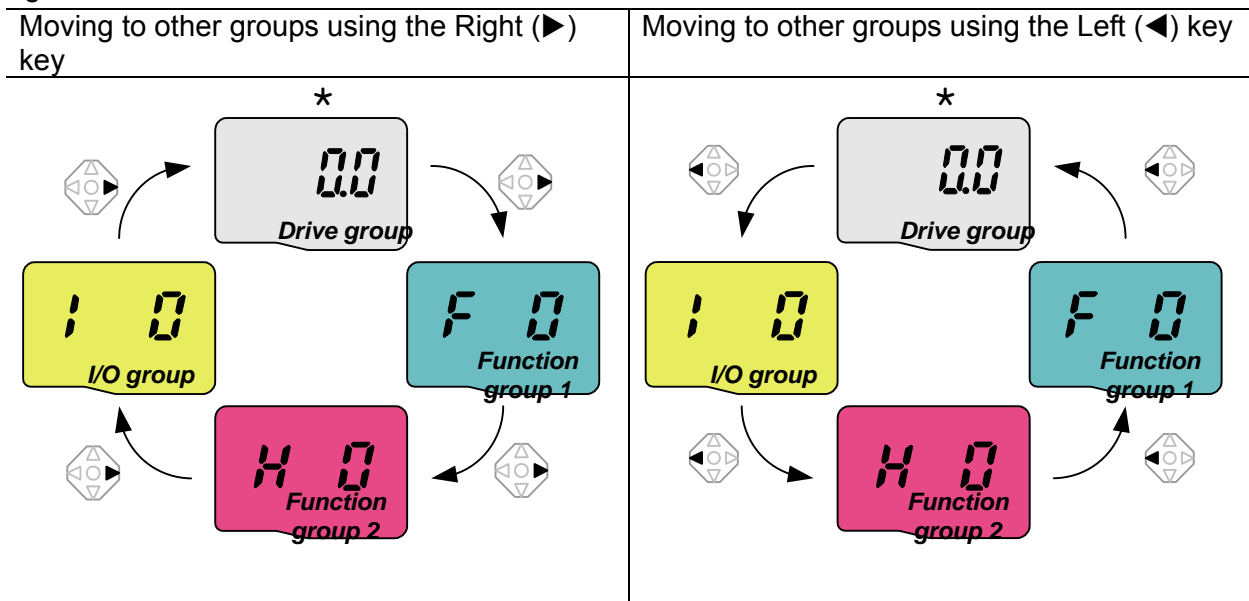 Moving to other groups using the Right (▶)
key
Moving to other groups using the Left (◀) key
*
0.0
Drive group
I 0
I/O group
F 0
Function
group 1
H 0
Function
group 2
*
0.0
Drive group
I 0
I/O group
F 0
Function
group 1
H 0
Function
group 2